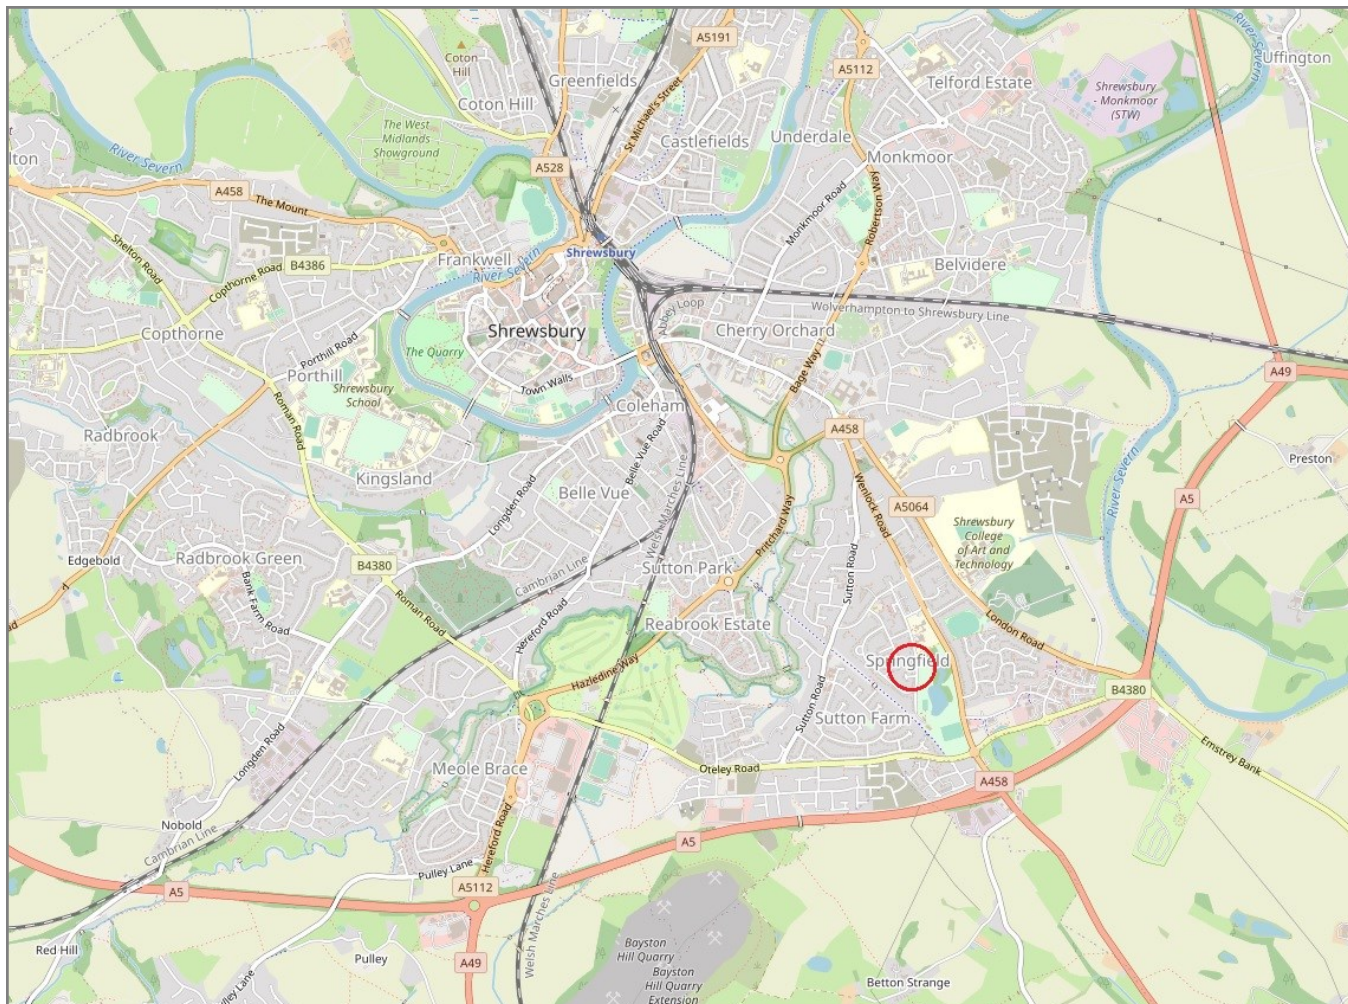 A5191
Coton
Hill
Greenfields
A5112
Telford Estate
Uffington
River Severn
Coton Hill
St Michael's Street
Shrewsbury
- Monkmoor
(STW)
The West
Midlands
Showground
Castlefields
Underdale
Monkmoor
River Severn
A528
A458
The Mount
Monkmoor Road
Robertson Way
Shelton Road
Frankwell
Shrewsbury
B4386
Copthorne Road
River Severn
Belvidere
Abbey Loop
Wolverhampton to Shrewsbury Line
Copthorne
Shrewsbury
Cherry Orchard
Porthill Road
The Quarry
Porthill
Town Walls
Bage Way
A49
Shrewsbury
School
Coleham
Roman Road
Radbrook
A458
Belle Vue Road
Preston
River Severn
Kingsland
Belle Vue
Longden Road
Welsh Marches Line
Wenlock Road
A5
A5064
Pritchard Way
Shrewsbury
College
of Art and
Technology
Edgebold
Radbrook Green
B4380
Cambrian Line
Sutton Park
Sutton Road
Bank Farm Road
Roman Road
Hereford Road
Reabrook Estate
London Road
Springfield
Hazledine Way
Sutton Road
B4380
Sutton Farm
Longden Road
Meole Brace
Oteley Road
Emstrey Bank
A458
Nobold
Hereford Road
Cambrian Line
A5
Pulley Lane
A5
A5112
Welsh Marches Line
Bayston
Hill Quarry
Red Hill
Pulley
A49
Bayston
Hill Quarry
Extension
Betton Strange